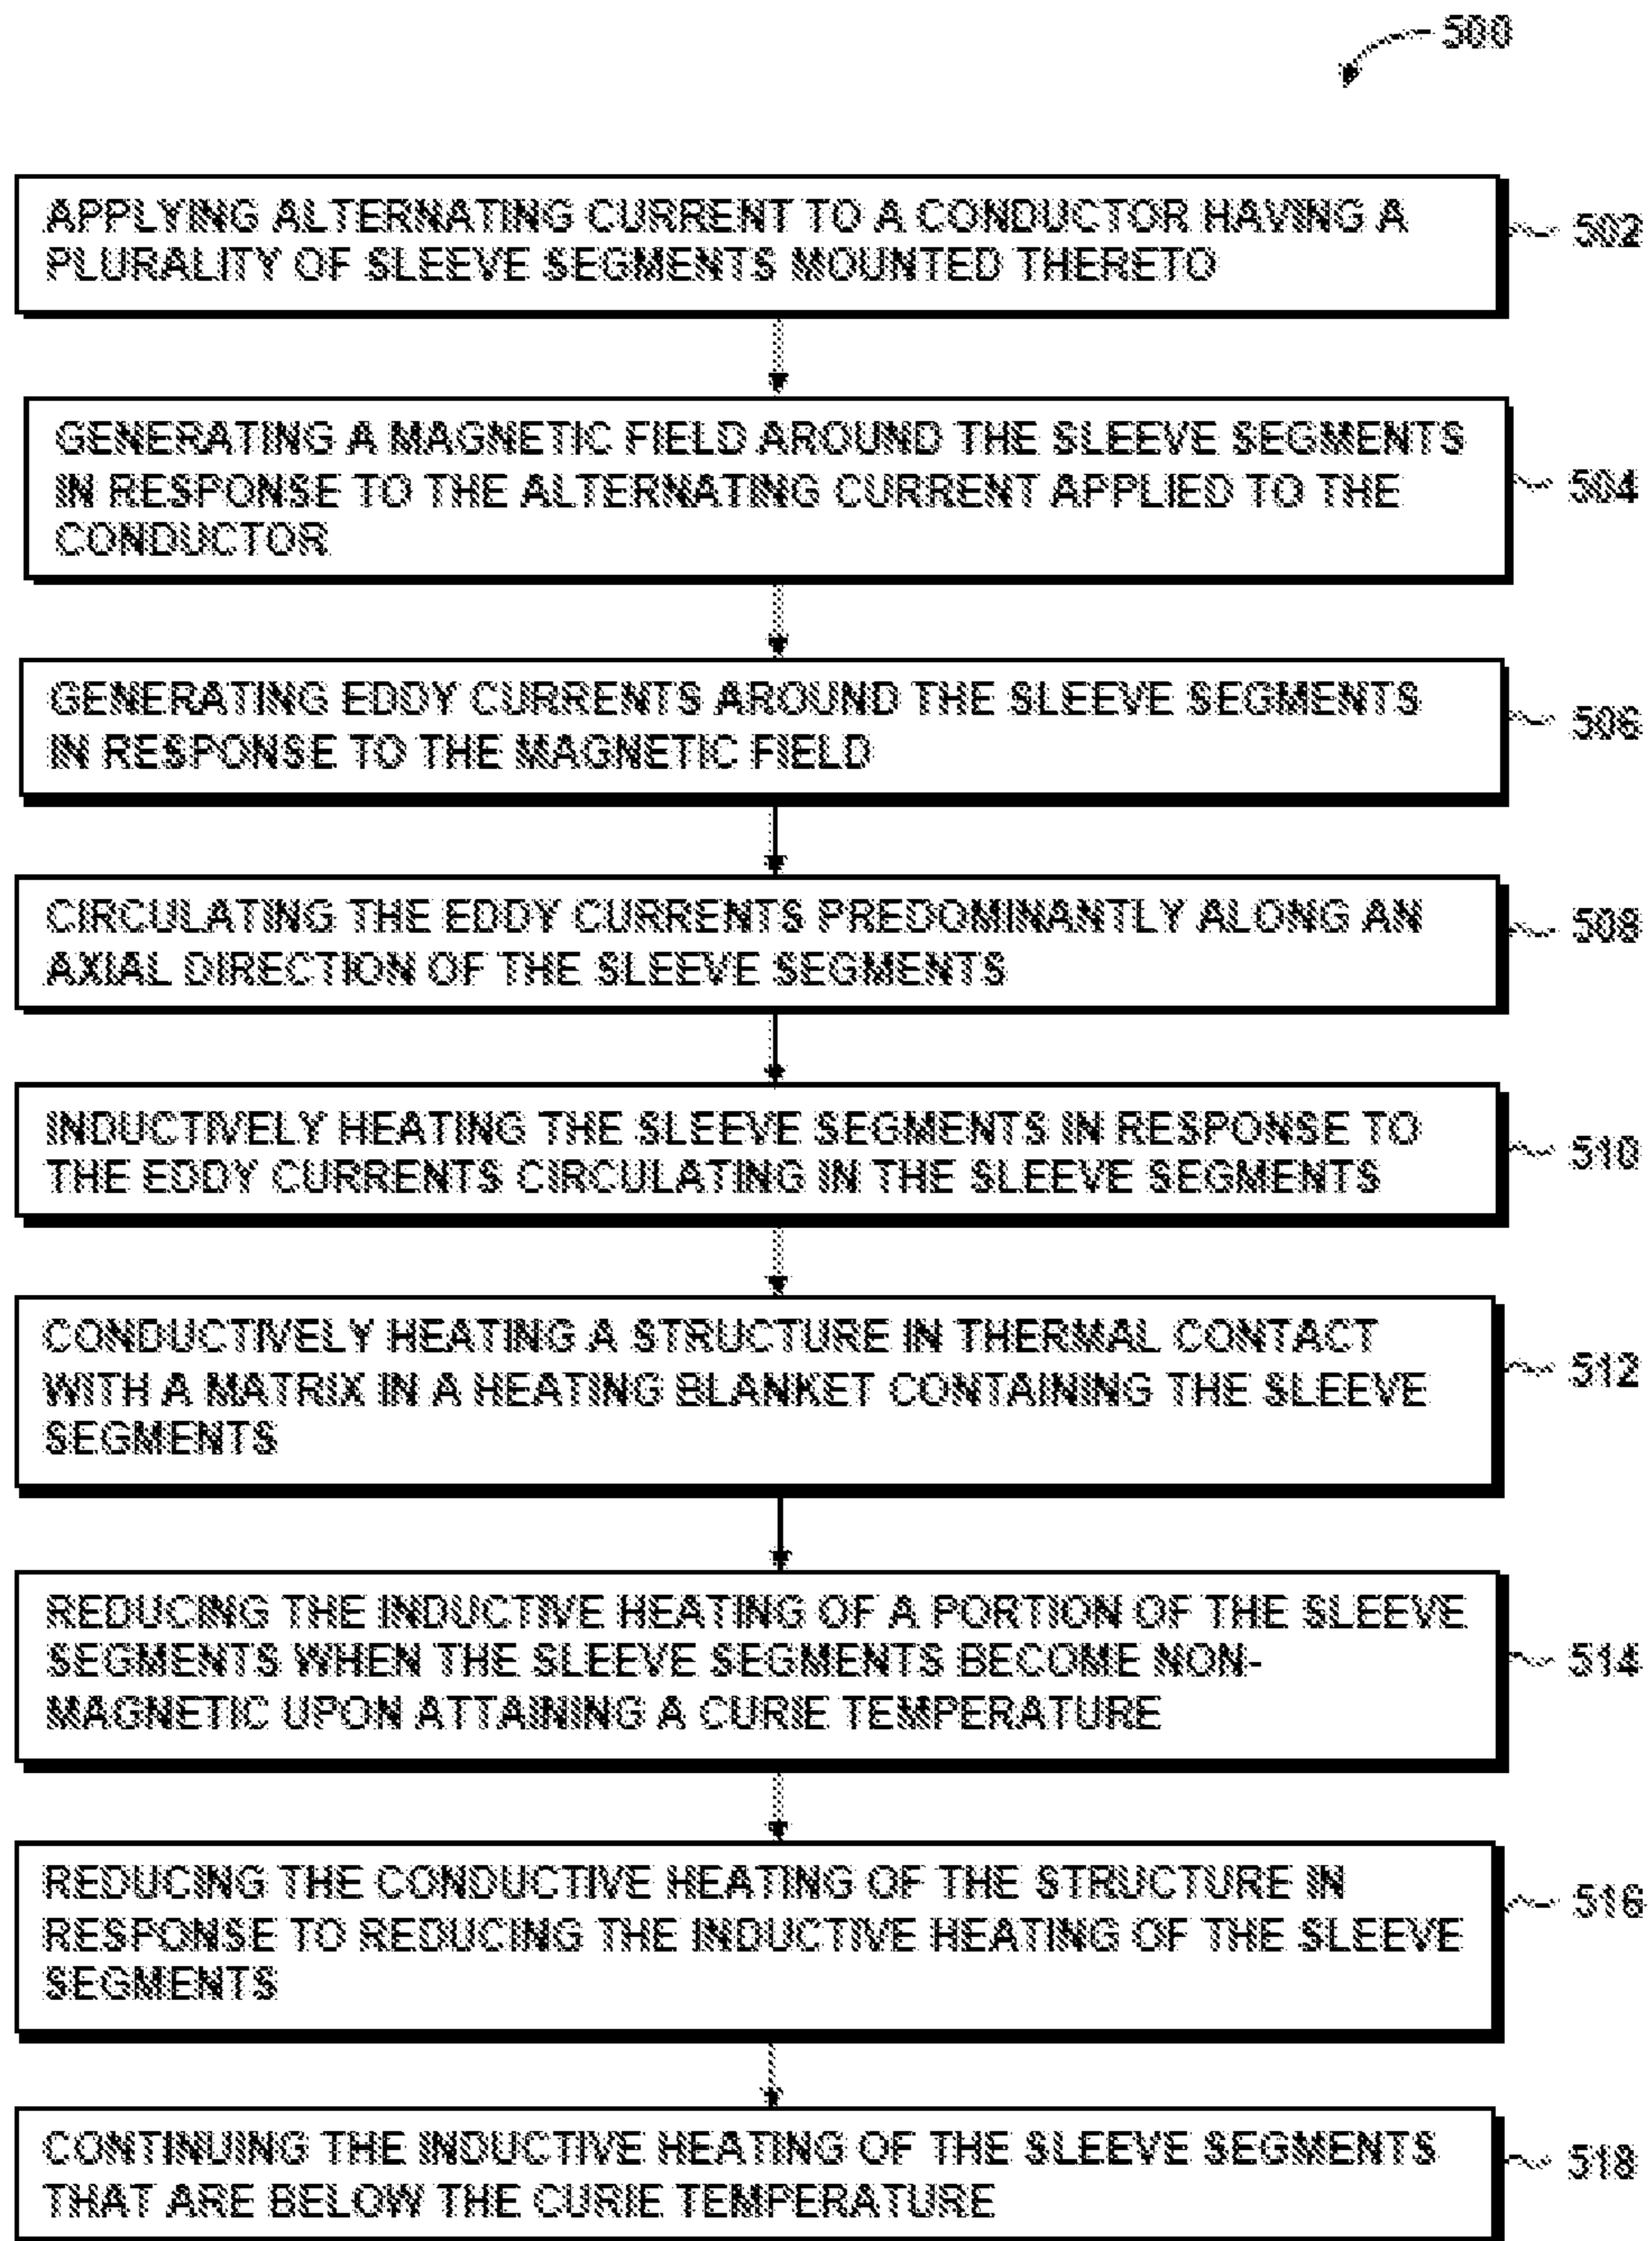 500
APPLYING ALTERNATING CURRENT TO A CONDUCTOR HAVING A
PLURALITY OF SLEEVE SEGMENTS MOUNTED THERETO
502
GENERATING A MAGNETIC FIELD AROUND THE SLEEVE SEGMENTS
IN RESPONSE TO THE ALTERNATING CURRENT APPLIED TO THE
CONDUCTOR
504
GENERATING EDDY CURRENTS AROUND THE SLEEVE SEGMENTS
IN RESPONSE TO THE MAGNETIC FIELD
506
CIRCULATING THE EDDY CURRENTS PREDOMINANTLY ALONG AN
AXIAL DIRECTION OF THE SLEEVE SEGMENTS
508
INDUCTIVELY HEATING THE SLEEVE SEGMENTS IN RESPONSE TO
THE EDDY CURRENTS CIRCULATING IN THE SLEEVE SEGMENTS
510
CONDUCTIVELY HEATING A STRUCTURE IN THERMAL CONTACT
WITH A MATRIX IN A HEATING BLANKET CONTAINING THE SLEEVE
SEGMENTS
512
REDUCING THE INDUCTIVE HEATING OF A PORTION OF THE SLEEVE
SEGMENTS WHEN THE SLEEVE SEGMENTS BECOME NON-
MAGNETIC UPON ATTAINING A CURIE TEMPERATURE
514
REDUCING THE CONDUCTIVE HEATING OF THE STRUCTURE IN
RESPONSE TO REDUCING THE INDUCTIVE HEATING OF THE SLEEVE
SEGMENTS
516
CONTINUING THE INDUCTIVE HEATING OF THE SLEEVE SEGMENTS
THAT ARE BELOW THE CURIE TEMPERATURE
518